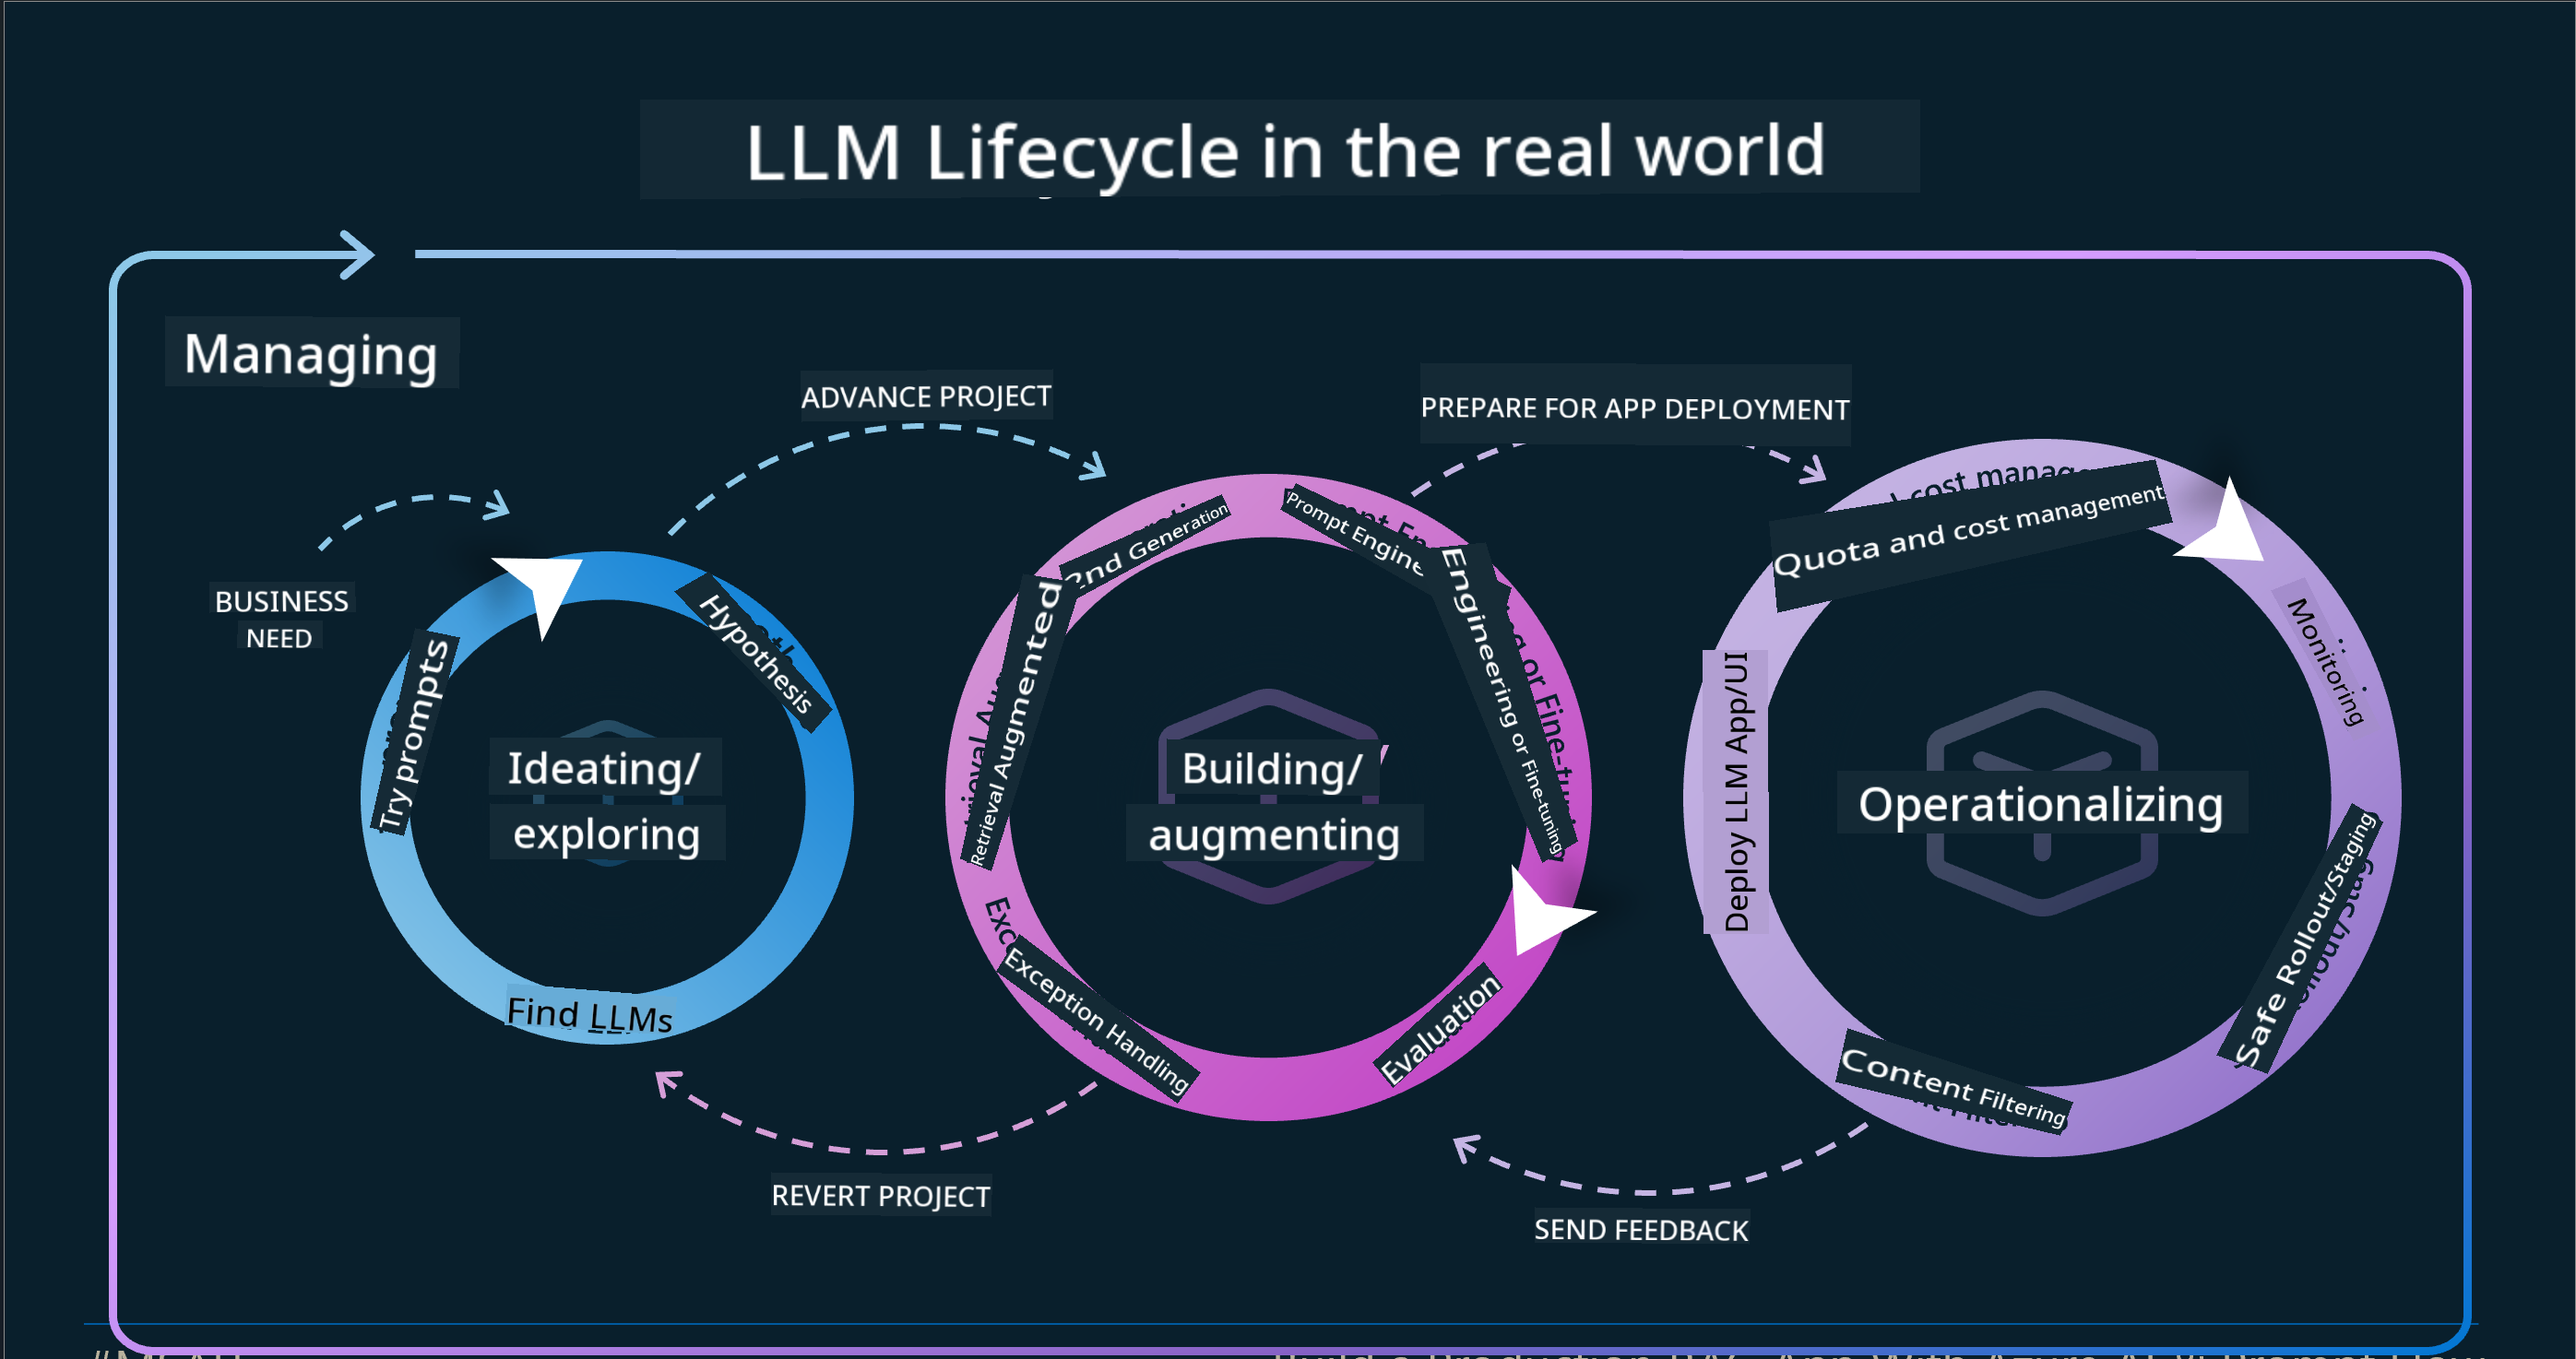 LLM Lifecycle in the real world
Managing
ADVANCE PROJECT
PREPARE FOR APP DEPLOYMENT
BUSINESS
NEED
Try prompts
Hypothesis
Ideating/
exploring
Find LLMs
Retrieval Augmented
2nd Generation
Prompt Engine
Engineering or Fine-tuning
Building/
augmenting
Exception Handling
Evaluation
Quota and cost management
Monitoring
Deploy LLM App/UI
Operationalizing
Safe Rollout/Staging
Content Filtering
REVERT PROJECT
SEND FEEDBACK